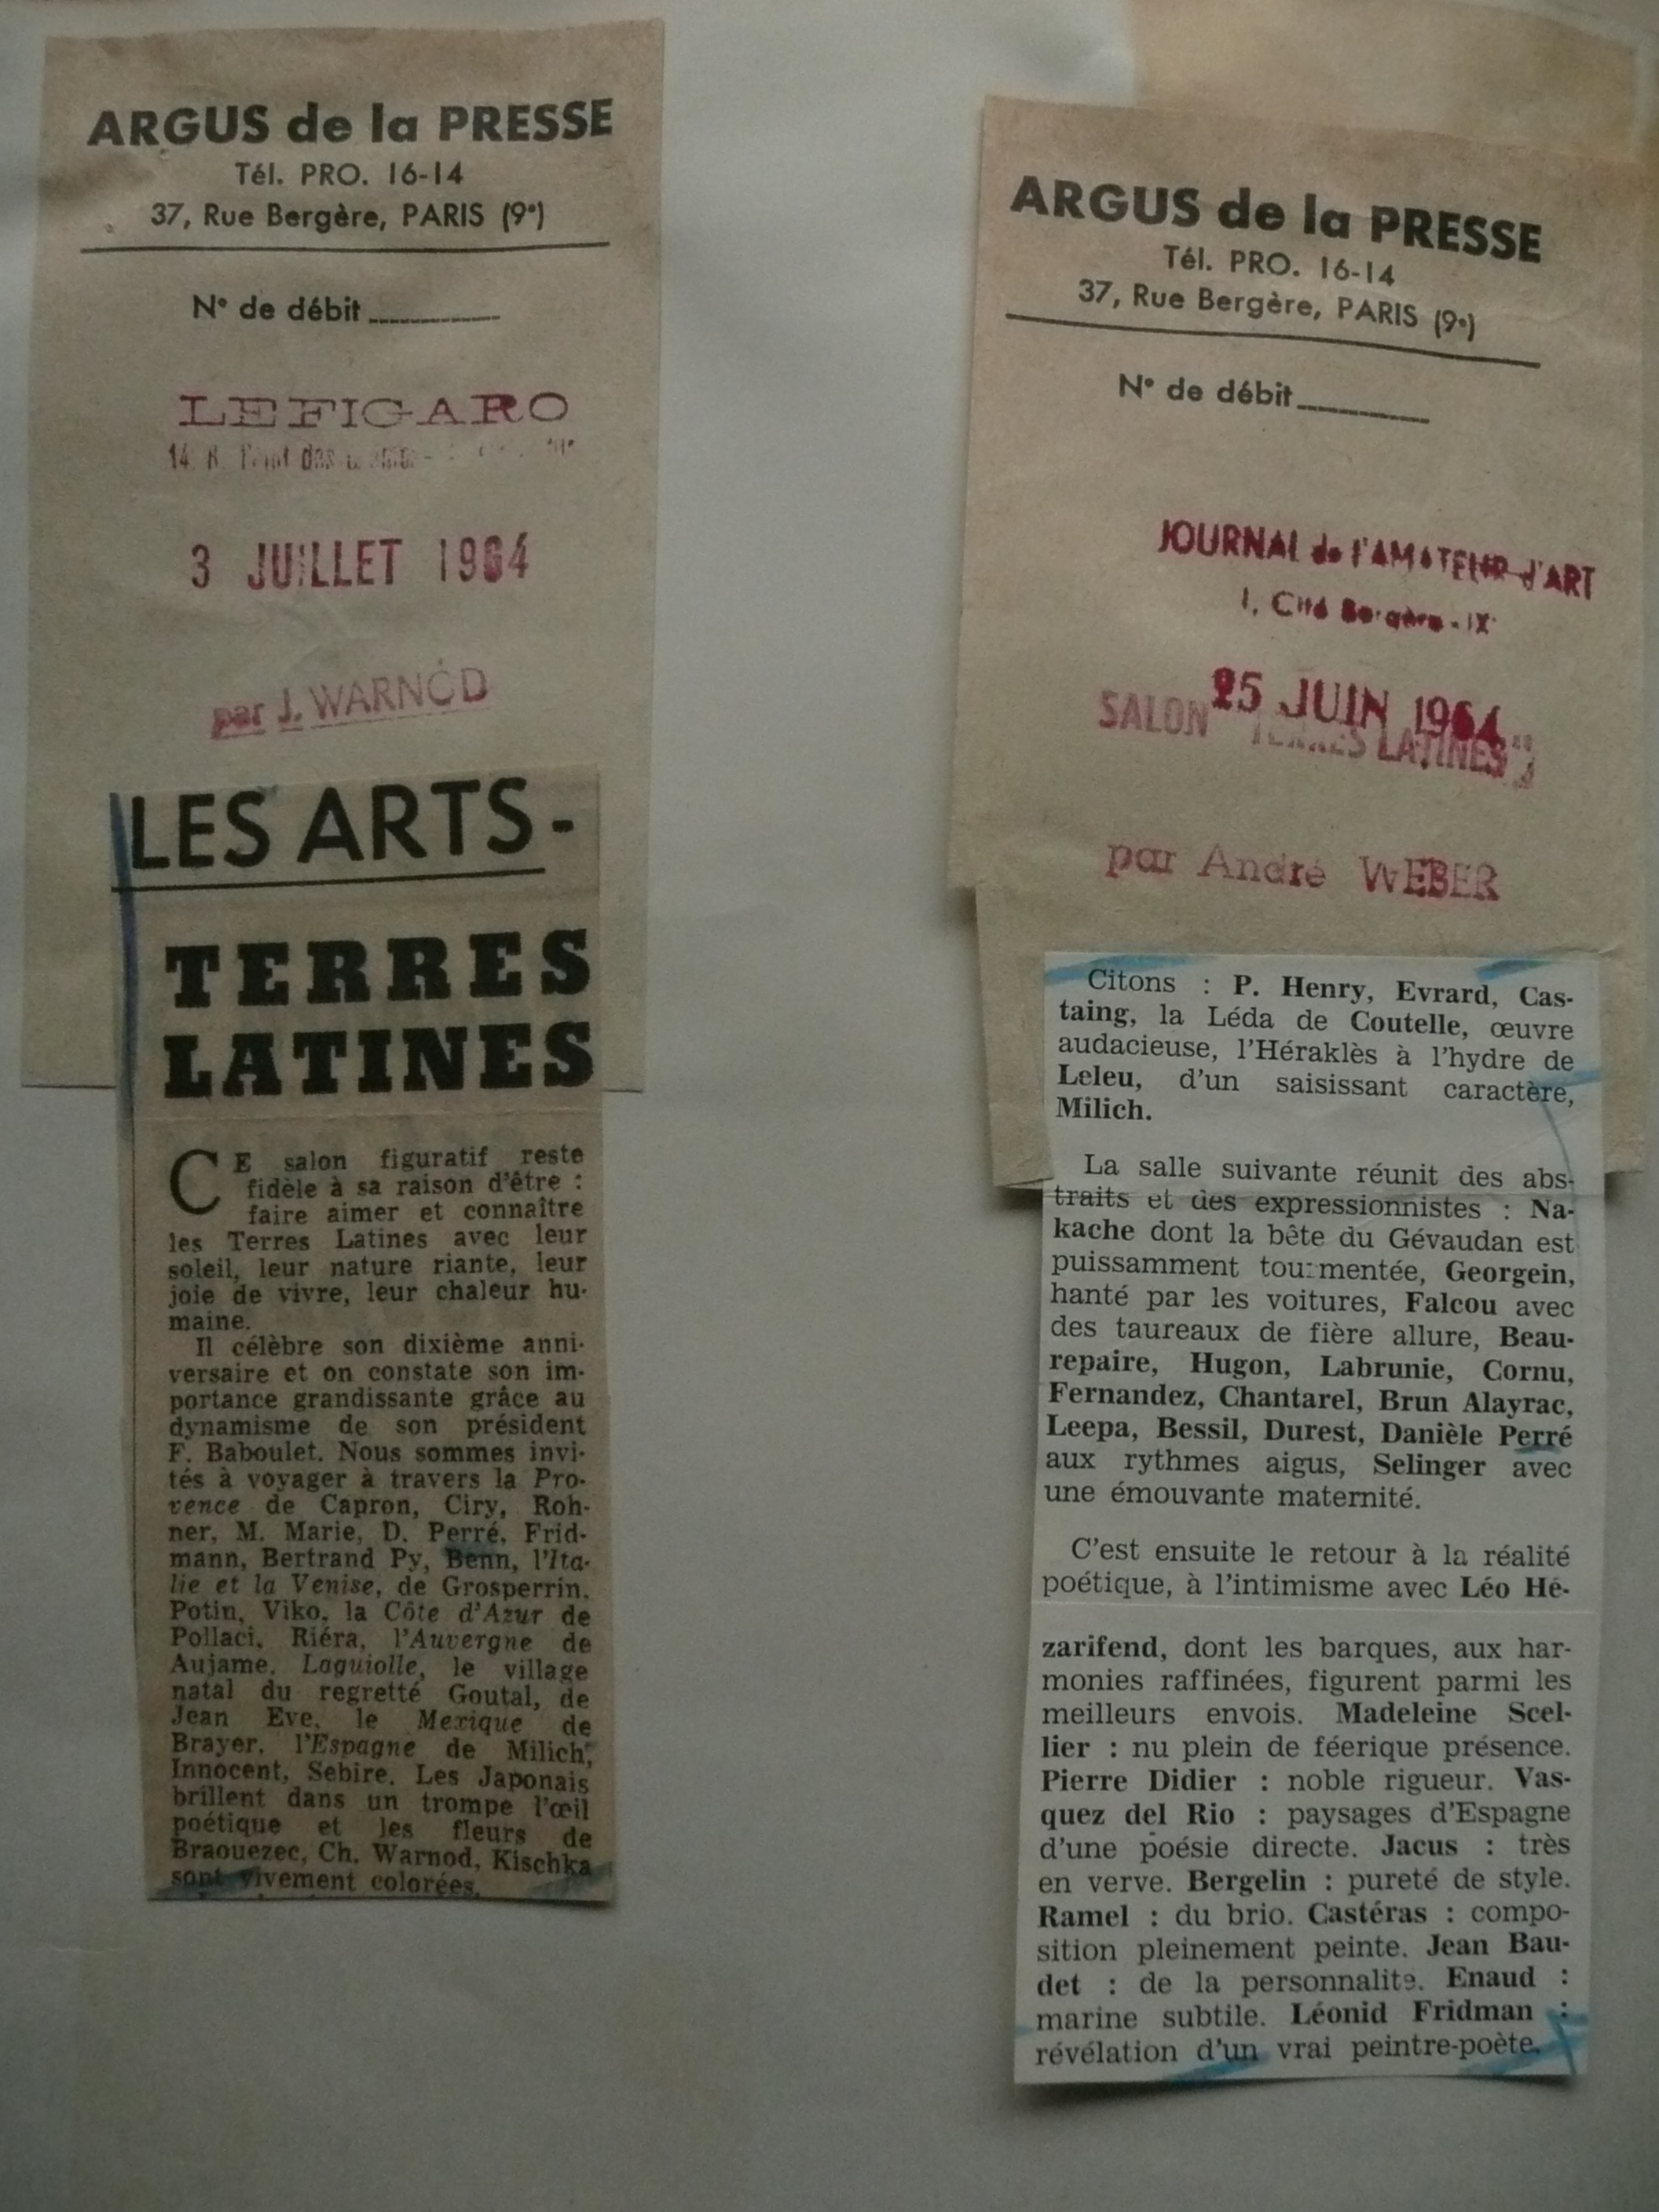 ARGUS de la PRESSE
Tél. PRO. 16-14
37, Rue Bergère, PARIS (9e)
N° de débit
LE FIGARO
14, R. Point des
3 JUILLET 1964
par J. WARNOD
LES ARTS -
TERRES
LATINES
CE salon figuratif reste
fidèle à sa raison d'être :
faire aimer et connaître
les Terres Latines avec leur
soleil, leur nature riante, leur
joie de vivre, leur chaleur hu-
maine.
Il célèbre son dixième anni-
versaire et on constate son im-
portance grandissante grâce au
dynamisme de son président
F. Baboulet. Nous sommes invi-
tés à voyager à travers la Pro-
vence de Capron, Ciry, Roh-
ner, M. Marie, D. Perré, Frid-
mann, Bertrand Py, Benn, l'Ita-
lie et la Venise, de Grosperrin,
Potin, Viko, la Côte d'Azur de
Pollaci, Riéra, l'Auvergne de
Aujame, Laguiolle, le village
natal du regretté Goutal, de
Jean Eve, le Mexique de
Brayer, l'Espagne de Milich,
Innocent, Sebire. Les Japonais
brillent dans un trompe l'œil
poétique et les fleurs de
Braouezec, Ch. Warnod, Kischka
sont vivement colorées.
ARGUS de la PRESSE
Tél. PRO. 16-14
37, Rue Bergère, PARIS (9e)
N° de débit
JOURNAL de l'AMATEUR d'ART
1, Cité Bergère - IX
25 JUIN 1964
SALON "TERRES LATINES"
par André WEBER
Citons : P. Henry, Evrard, Cas-
taing, la Léda de Coutelle, œuvre
audacieuse, l'Héraklès à l'hydre de
Leleu, d'un saisissant caractère,
Milich.
La salle suivante réunit des abs-
traits et des expressionnistes : Na-
kache dont la bête du Gévaudan est
puissamment tourmentée, Georgein,
hanté par les voitures, Falcou avec
des taureaux de fière allure, Beau-
repaire, Hugon, Labrunie, Cornu,
Fernandez, Chantarel, Brun Alayrac,
Leepa, Bessil, Durest, Danièle Perré
aux rythmes aigus, Selinger avec
une émouvante maternité.
C'est ensuite le retour à la réalité
poétique, à l'intimisme avec Léo Hé-
zarifend, dont les barques, aux har-
monies raffinées, figurent parmi les
meilleurs envois. Madeleine Scel-
lier : nu plein de féerique présence.
Pierre Didier : noble rigueur. Vas-
quez del Rio : paysages d'Espagne
d'une poésie directe. Jacus : très
en verve. Bergelin : pureté de style.
Ramel : du brio. Castéras : compo-
sition pleinement peinte. Jean Bau-
det : de la personnalité. Enaud :
marine subtile. Léonid Fridman :
révélation d'un vrai peintre-poète.